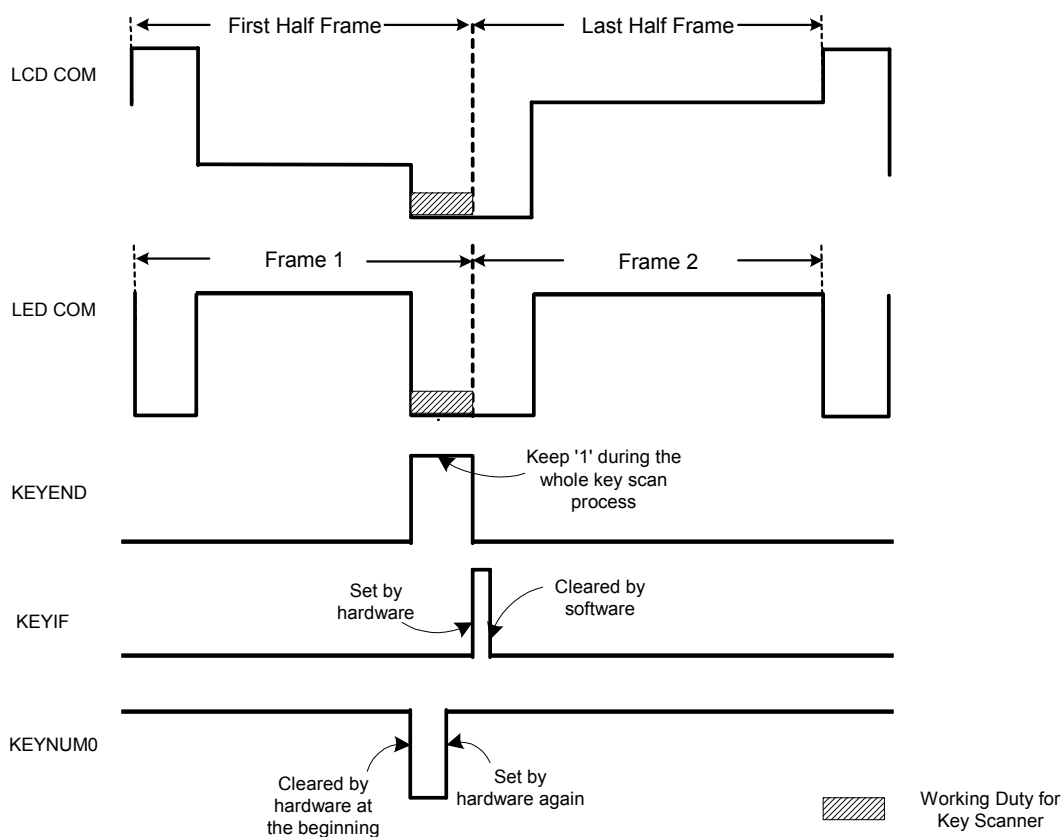 First Half Frame
Last Half Frame
LCD COM
Frame 1
Frame 2
LED COM
Keep '1' during the
whole key scan
process
KEYEND
Set by
hardware
Cleared by
software
KEYIF
KEYNUM0
Cleared by
hardware at
the beginning
Set by
hardware again
Working Duty for
Key Scanner